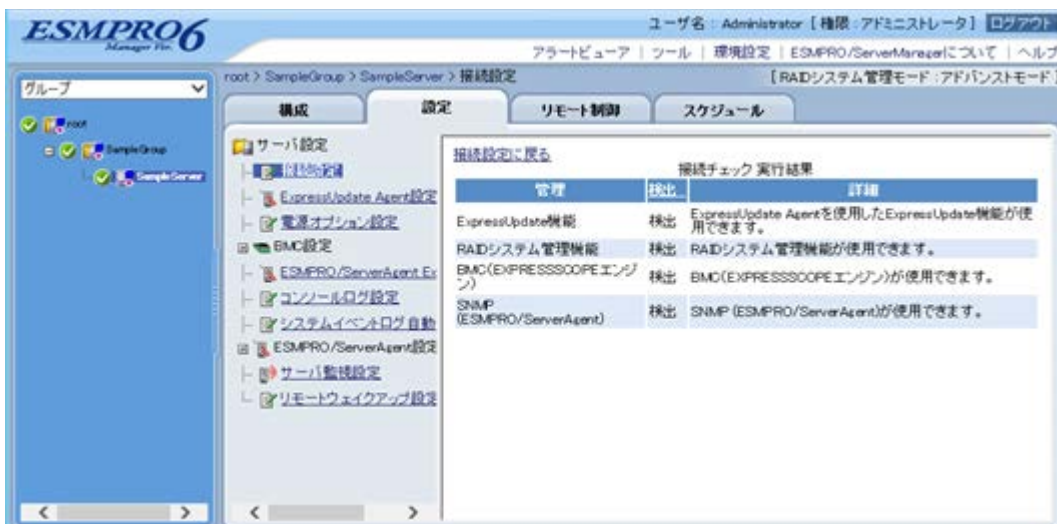 ESMPRO6
Manager Ver.
ユーザ名 : Administrator [ 権限 : アドミニストレータ ] ログアウト
アラートビューア | ツール | 環境設定 | ESMPRO/ServerManagerについて | ヘルプ
グループ
root
SampleGroup
SampleServer
root > SampleGroup > SampleServer > 接続設定
[ RAIDシステム管理モード : アドバンストモード
構成
設定
リモート制御
スケジュール
サーバ設定
接続設定
ExpressUpdate Agent設定
電源オプション設定
BMC設定
ESMPRO/ServerAgent Ex
コンソールログ設定
システムイベントログ自動
ESMPRO/ServerAgent設定
サーバ監視設定
リモートウェイクアップ設定
接続設定に戻る
接続チェック 実行結果
管理 検出 詳細
ExpressUpdate機能 検出 ExpressUpdate Agentを使用したExpressUpdate機能が使
用できます。
RAIDシステム管理機能 検出 RAIDシステム管理機能が使用できます。
BMC(EXPRESSSCOPEエンジ
ン) 検出 BMC(EXPRESSSCOPEエンジン)が使用できます。
SNMP
(ESMPRO/ServerAgent) 検出 SNMP (ESMPRO/ServerAgent)が使用できます。